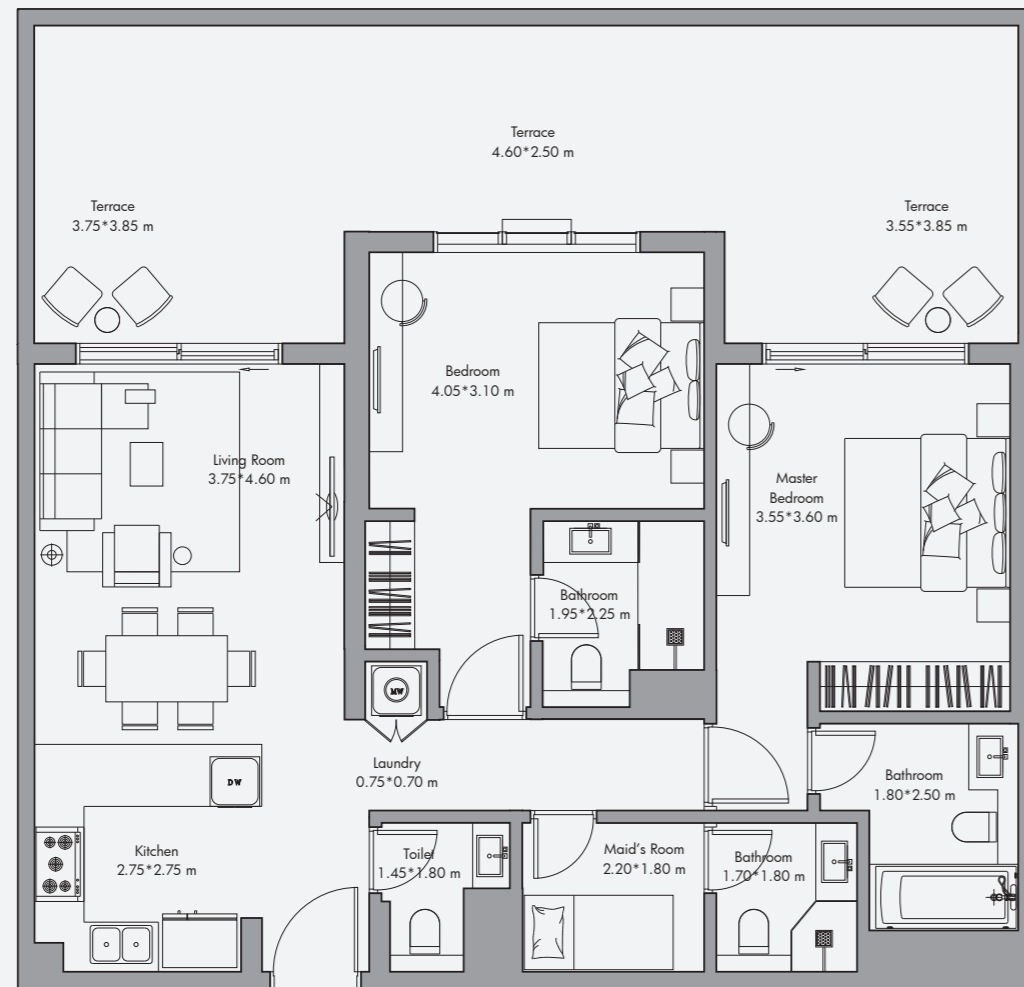 Terrace
4.60*2.50 m
Terrace
3.75*3.85 m
Terrace
3.55*3.85 m
Bedroom
4.05*3.10 m
Living Room
3.75*4.60 m
Master
Bedroom
3.55*3.60 m
Bathroom
1.95*2.25 m
MW
Laundry
0.75*0.70 m
DW
Bathroom
1.80*2.50 m
Kitchen
2.75*2.75 m
Toilet
1.45*1.80 m
Maid's Room
2.20*1.80 m
Bathroom
1.70*1.80 m